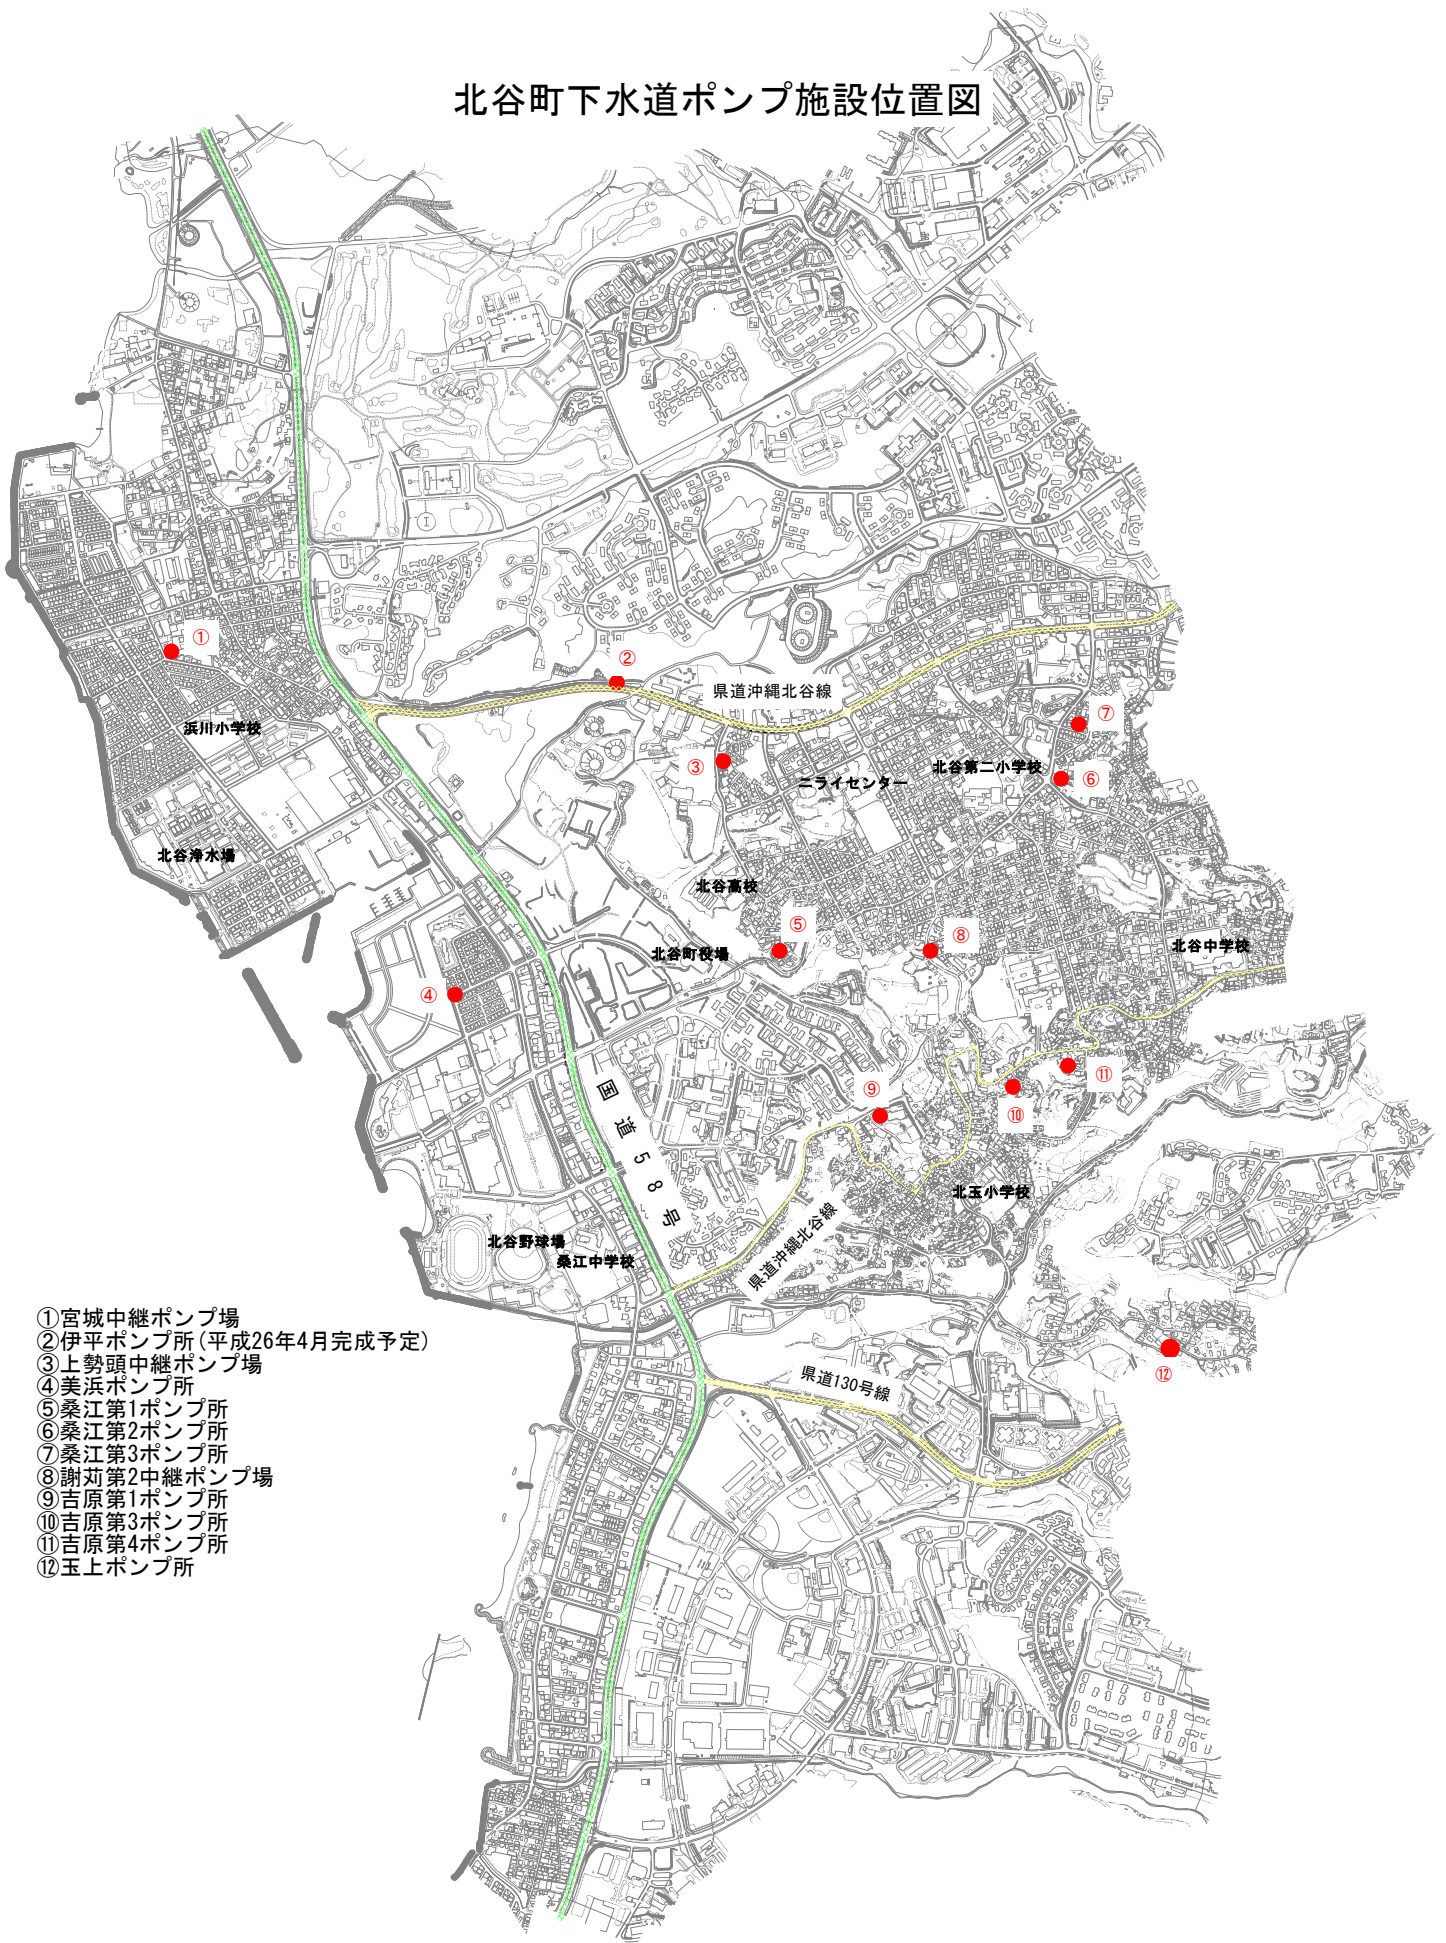 北谷町下水道ポンプ施設位置図
①
②
県道沖縄北谷線
⑦
浜川小学校
③
ニライセンター
北谷第二小学校
⑥
北谷浄水場
北谷高校
⑤
⑧
北谷町役場
北谷中学校
④
国道58号
⑨
⑩
⑪
北玉小学校
県道沖縄北谷線
北谷野球場
桑江中学校
県道130号線
⑫
①宮城中継ポンプ場
②伊平ポンプ所(平成26年4月完成予定)
③上勢頭中継ポンプ場
④美浜ポンプ所
⑤桑江第1ポンプ所
⑥桑江第2ポンプ所
⑦桑江第3ポンプ所
⑧謝苅第2中継ポンプ場
⑨吉原第1ポンプ所
⑩吉原第3ポンプ所
⑪吉原第4ポンプ所
⑫玉上ポンプ所